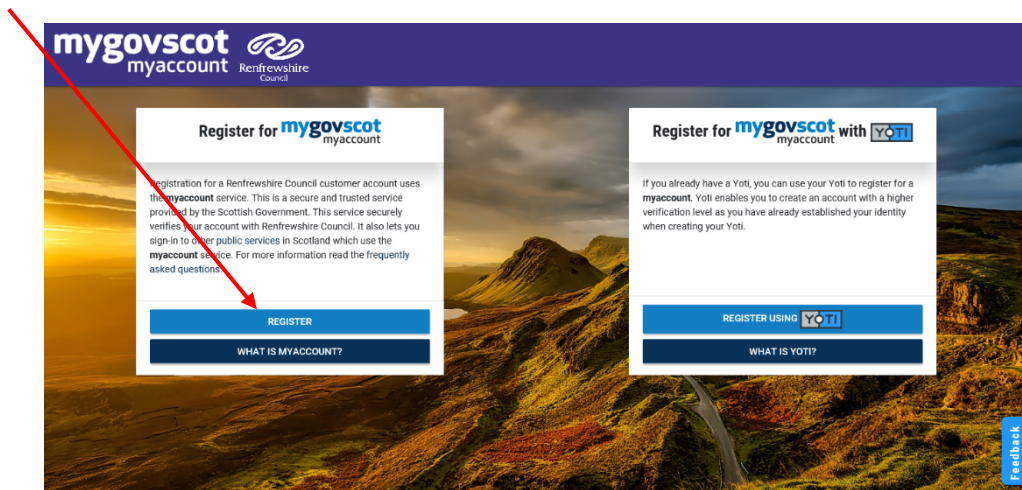 mygovscot
myaccount
Renfrewshire
Council
Register for mygovscot
myaccount
Registration for a Renfrewshire Council customer account uses
the myaccount service. This is a secure and trusted service
provided by the Scottish Government. This service securely
verifies your account with Renfrewshire Council. It also lets you
sign-in to other public services in Scotland which use the
myaccount service. For more information read the frequently
asked questions.
REGISTER
WHAT IS MYACCOUNT?
Register for mygovscot with YOTI
myaccount
If you already have a Yoti, you can use your Yoti to register for a
myaccount. Yoti enables you to create an account with a higher
verification level as you have already established your identity
when creating your Yoti.
REGISTER USING YOTI
WHAT IS YOTI?
Feedback